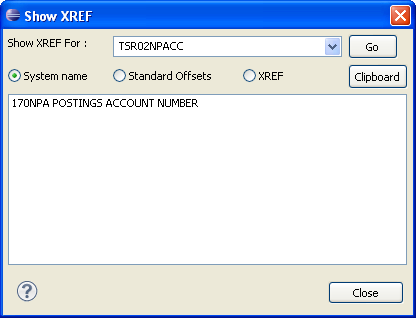 Show XREF
Show XREF For : TSR02NPACC Go
System name Standard Offsets XREF Clipboard
170NPA POSTINGS ACCOUNT NUMBER
? Close